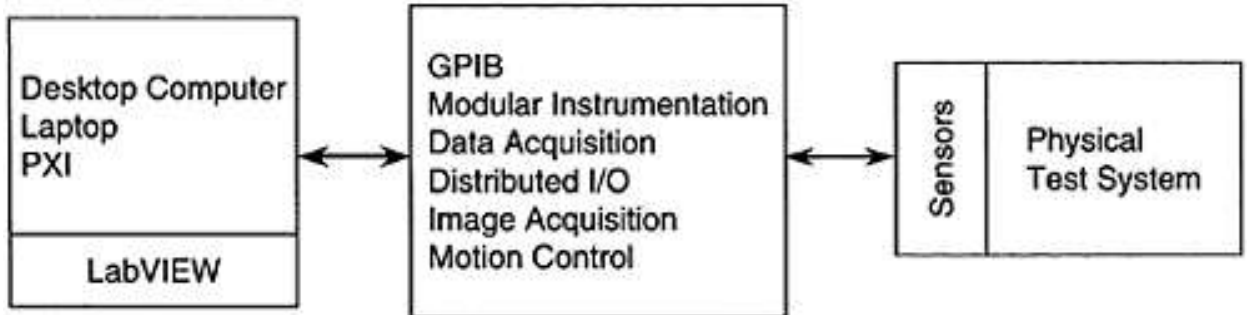 Desktop Computer
Laptop
PXI
LabVIEW
GPIB
Modular Instrumentation
Data Acquisition
Distributed I/O
Image Acquisition
Motion Control
Sensors
Physical
Test System